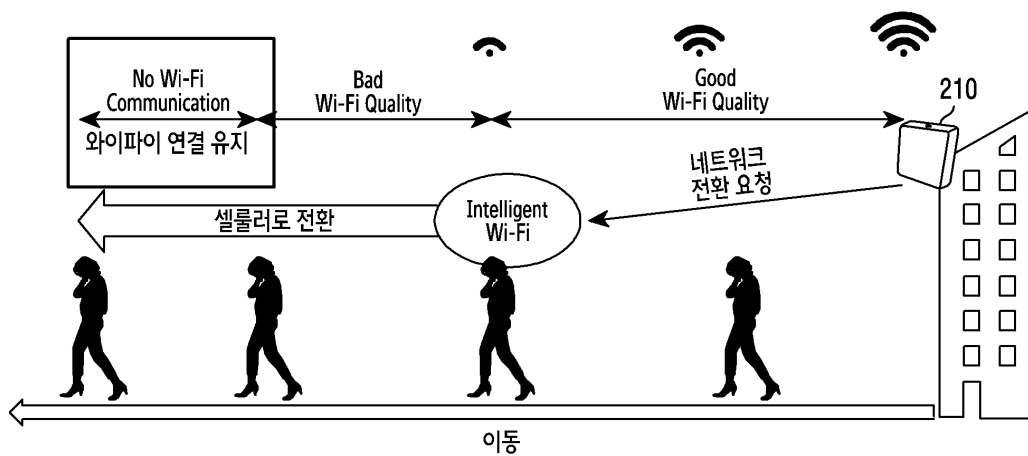 No Wi-Fi
Communication
와이파이 연결 유지
Bad
Wi-Fi Quality
Good
Wi-Fi Quality
210
네트워크
전환 요청
셀룰러로 전환
Intelligent
Wi-Fi
이동